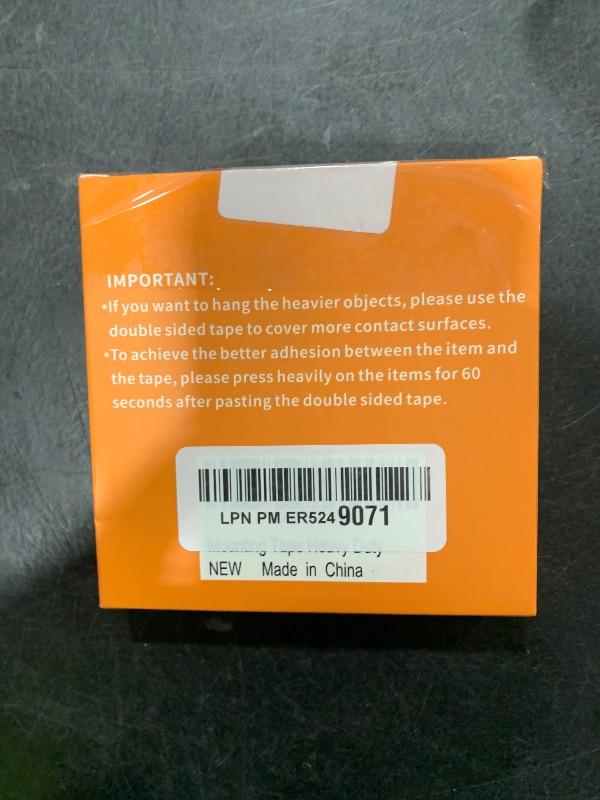 IMPORTANT:
•If you want to hang the heavier objects, please use the
double sided tape to cover more contact surfaces.
•To achieve the better adhesion between the item and
the tape, please press heavily on the items for 60
seconds after pasting the double sided tape.
LPN PM ER5249071
Mounting Tape Heavy Duty
NEW Made in China